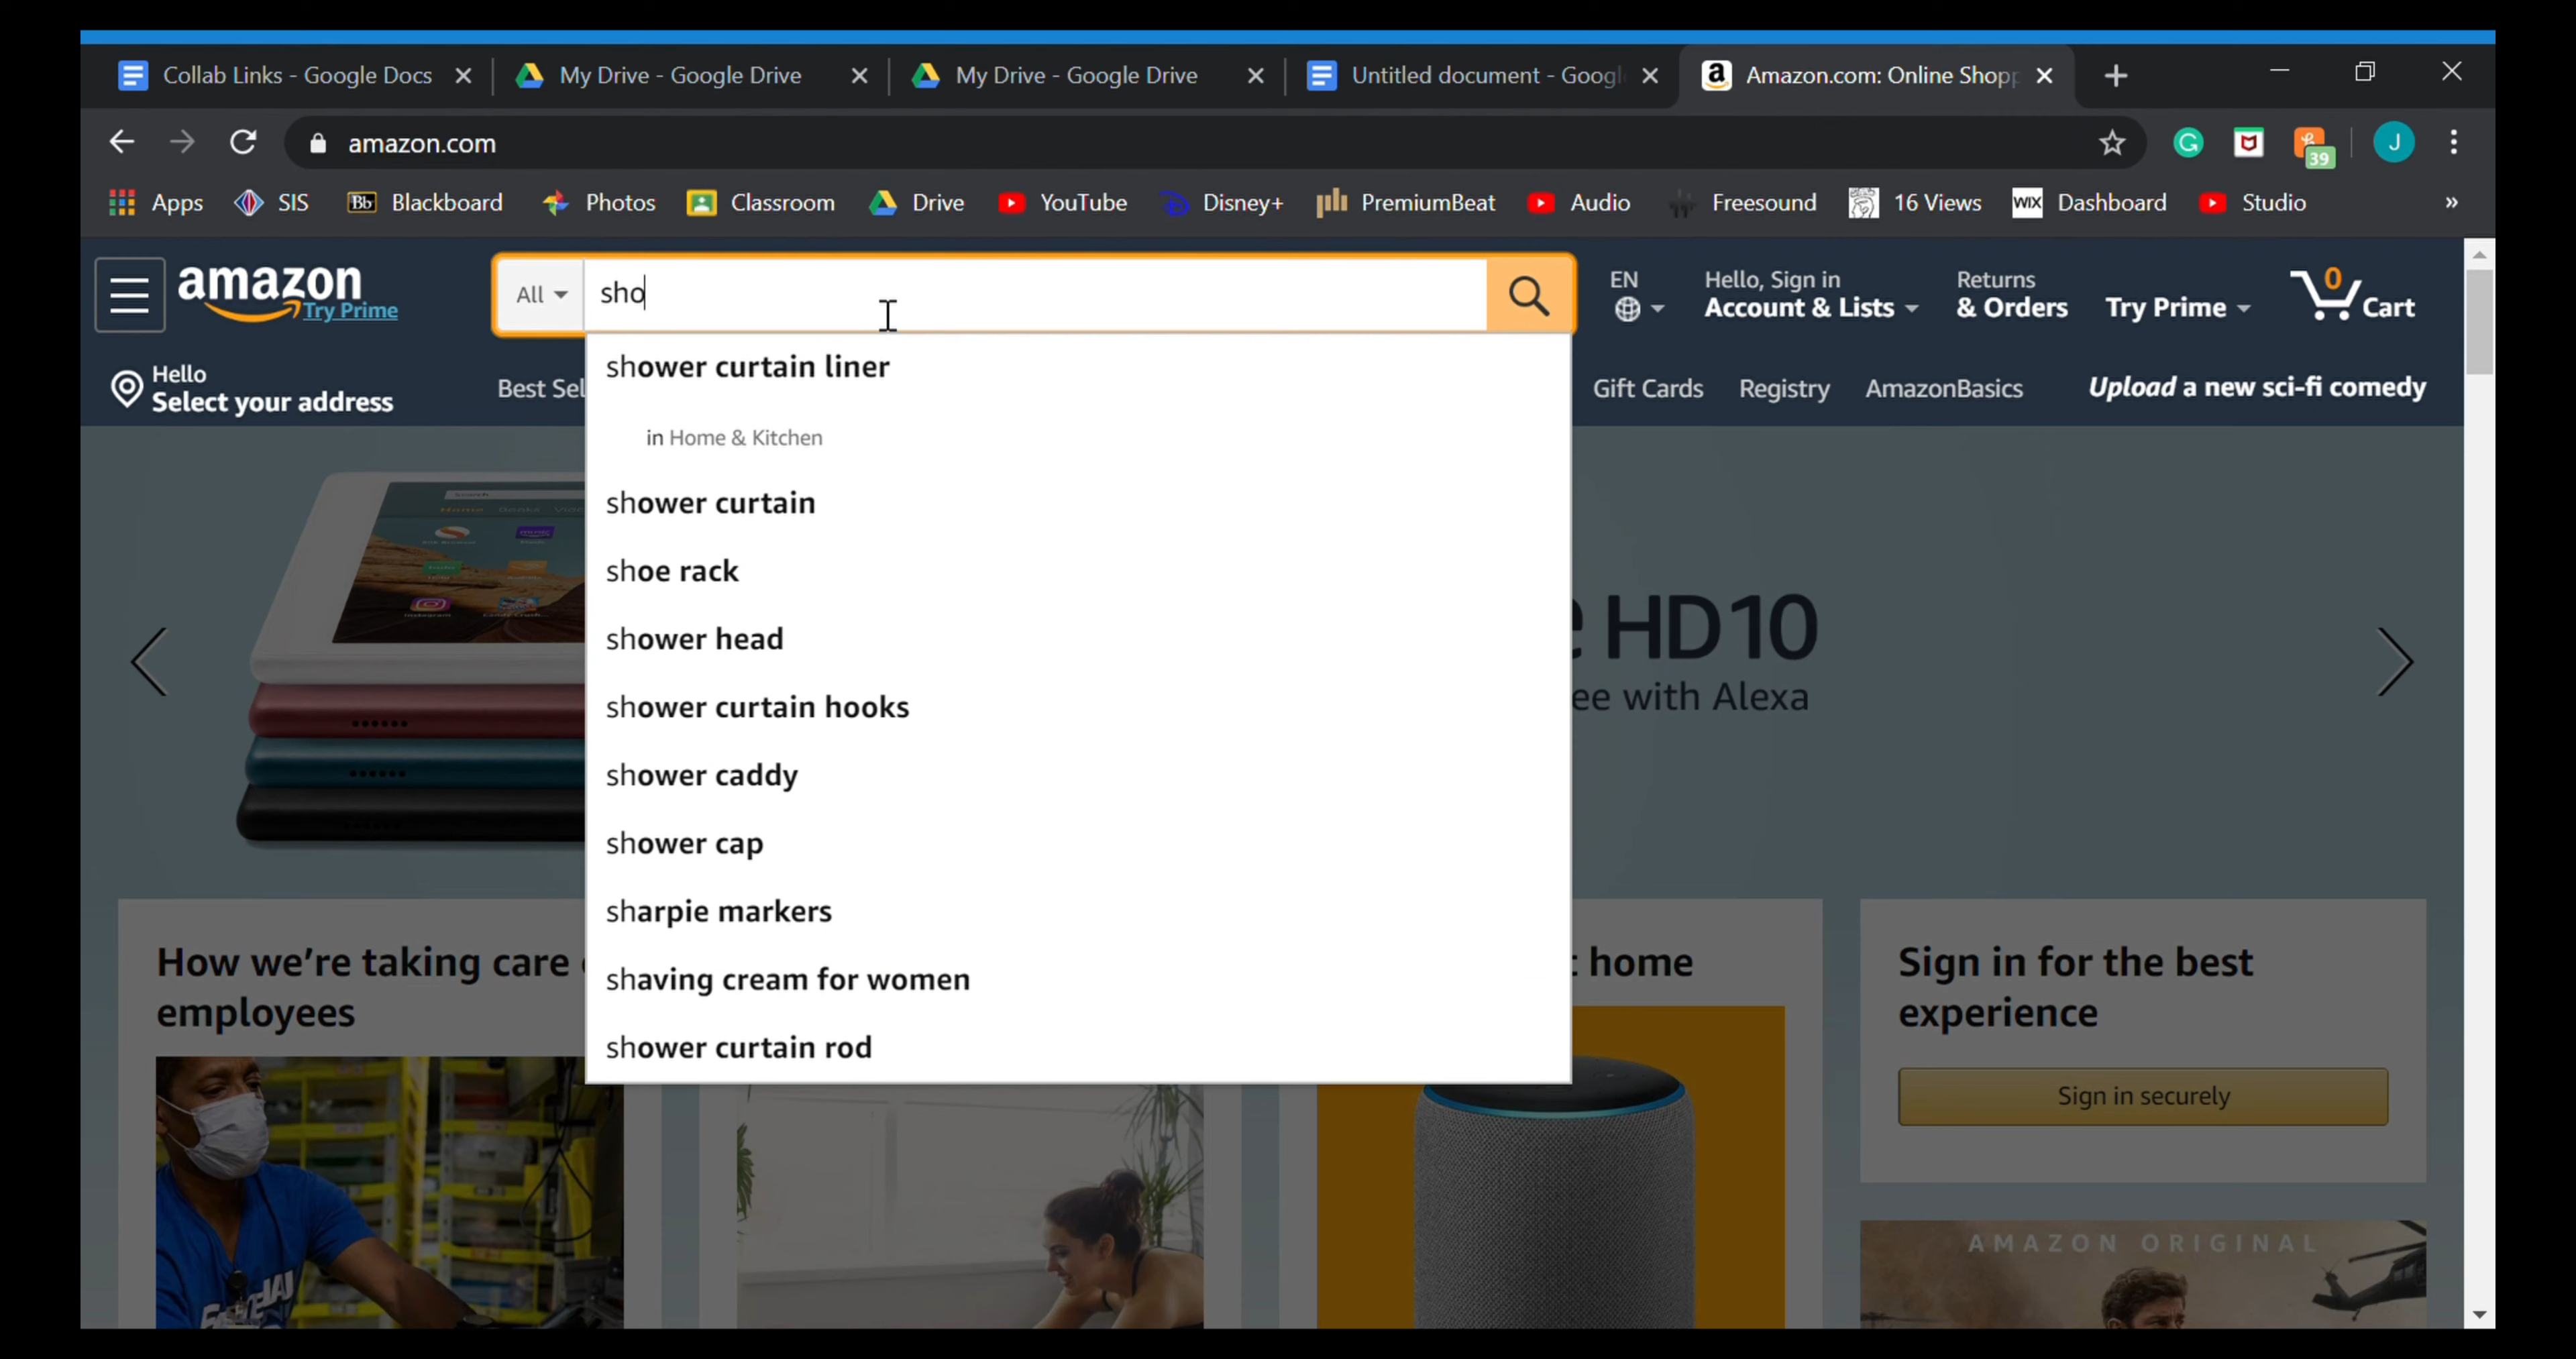 Collab Links - Google Docs
My Drive - Google Drive
My Drive - Google Drive
Untitled document - Googl
Amazon.com: Online Shopp
amazon.com
39
J
Apps
SIS
Bb Blackboard
Photos
Classroom
Drive
YouTube
Disney+
PremiumBeat
Audio
Freesound
16 Views
WIX Dashboard
Studio
»
amazon
Try Prime
All
sho
EN
Hello, Sign in
Account & Lists
Returns
& Orders
Try Prime
0
Cart
Hello
Select your address
Best Sel
Gift Cards
Registry
AmazonBasics
Upload a new sci-fi comedy
shower curtain liner
in Home & Kitchen
shower curtain
shoe rack
shower head
shower curtain hooks
shower caddy
shower cap
sharpie markers
shaving cream for women
shower curtain rod
HD10
ee with Alexa
How we're taking care
employees
home
Sign in for the best
experience
Sign in securely
AMAZON ORIGINAL